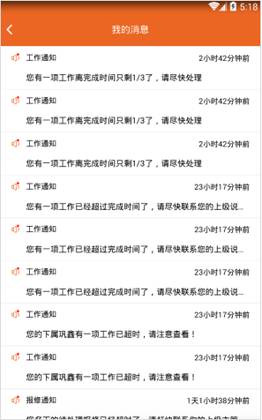 5:18
我的消息
工作通知 2小时42分钟前
您有一项工作离完成时间只剩1/3了，请尽快处理
工作通知 2小时42分钟前
您有一项工作离完成时间只剩1/3了，请尽快处理
工作通知 2小时42分钟前
您有一项工作离完成时间只剩1/3了，请尽快处理
工作通知 23小时17分钟前
您有一项工作已经超过完成时间了，请尽快联系您的上级说...
工作通知 23小时17分钟前
您有一项工作已经超过完成时间了，请尽快联系您的上级说...
工作通知 23小时17分钟前
您有一项工作已经超过完成时间了，请尽快联系您的上级说...
工作通知 23小时17分钟前
您的下属巩鑫有一项工作已超时，请注意查看！
工作通知 23小时17分钟前
您的下属巩鑫有一项工作已超时，请注意查看！
报修通知 1天1小时38分钟前